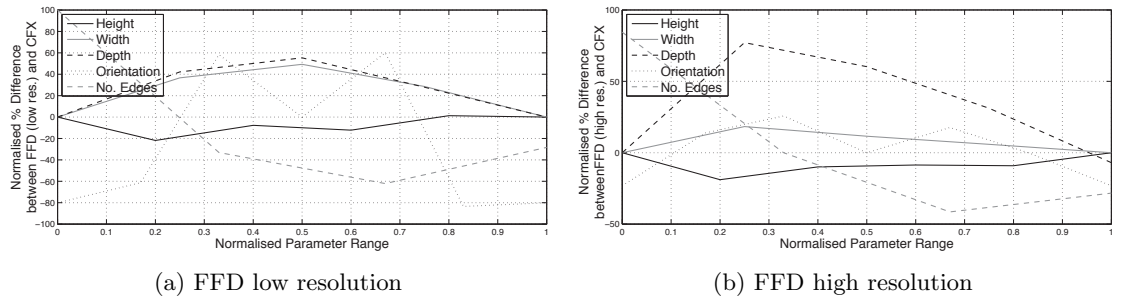 Normalised % Difference
between FFD (low res.) and CFX
100
80
60
40
20
0
−20
−40
−60
−80
−100
Height
Width
Depth
Orientation
No. Edges
0 0.1 0.2 0.3 0.4 0.5 0.6 0.7 0.8 0.9 1
Normalised Parameter Range
(a) FFD low resolution
Normalised % Difference
betweenFFD (high res.) and CFX
100
50
0
−50
Height
Width
Depth
Orientation
No. Edges
0 0.1 0.2 0.3 0.4 0.5 0.6 0.7 0.8 0.9 1
Normalised Parameter Range
(b) FFD high resolution